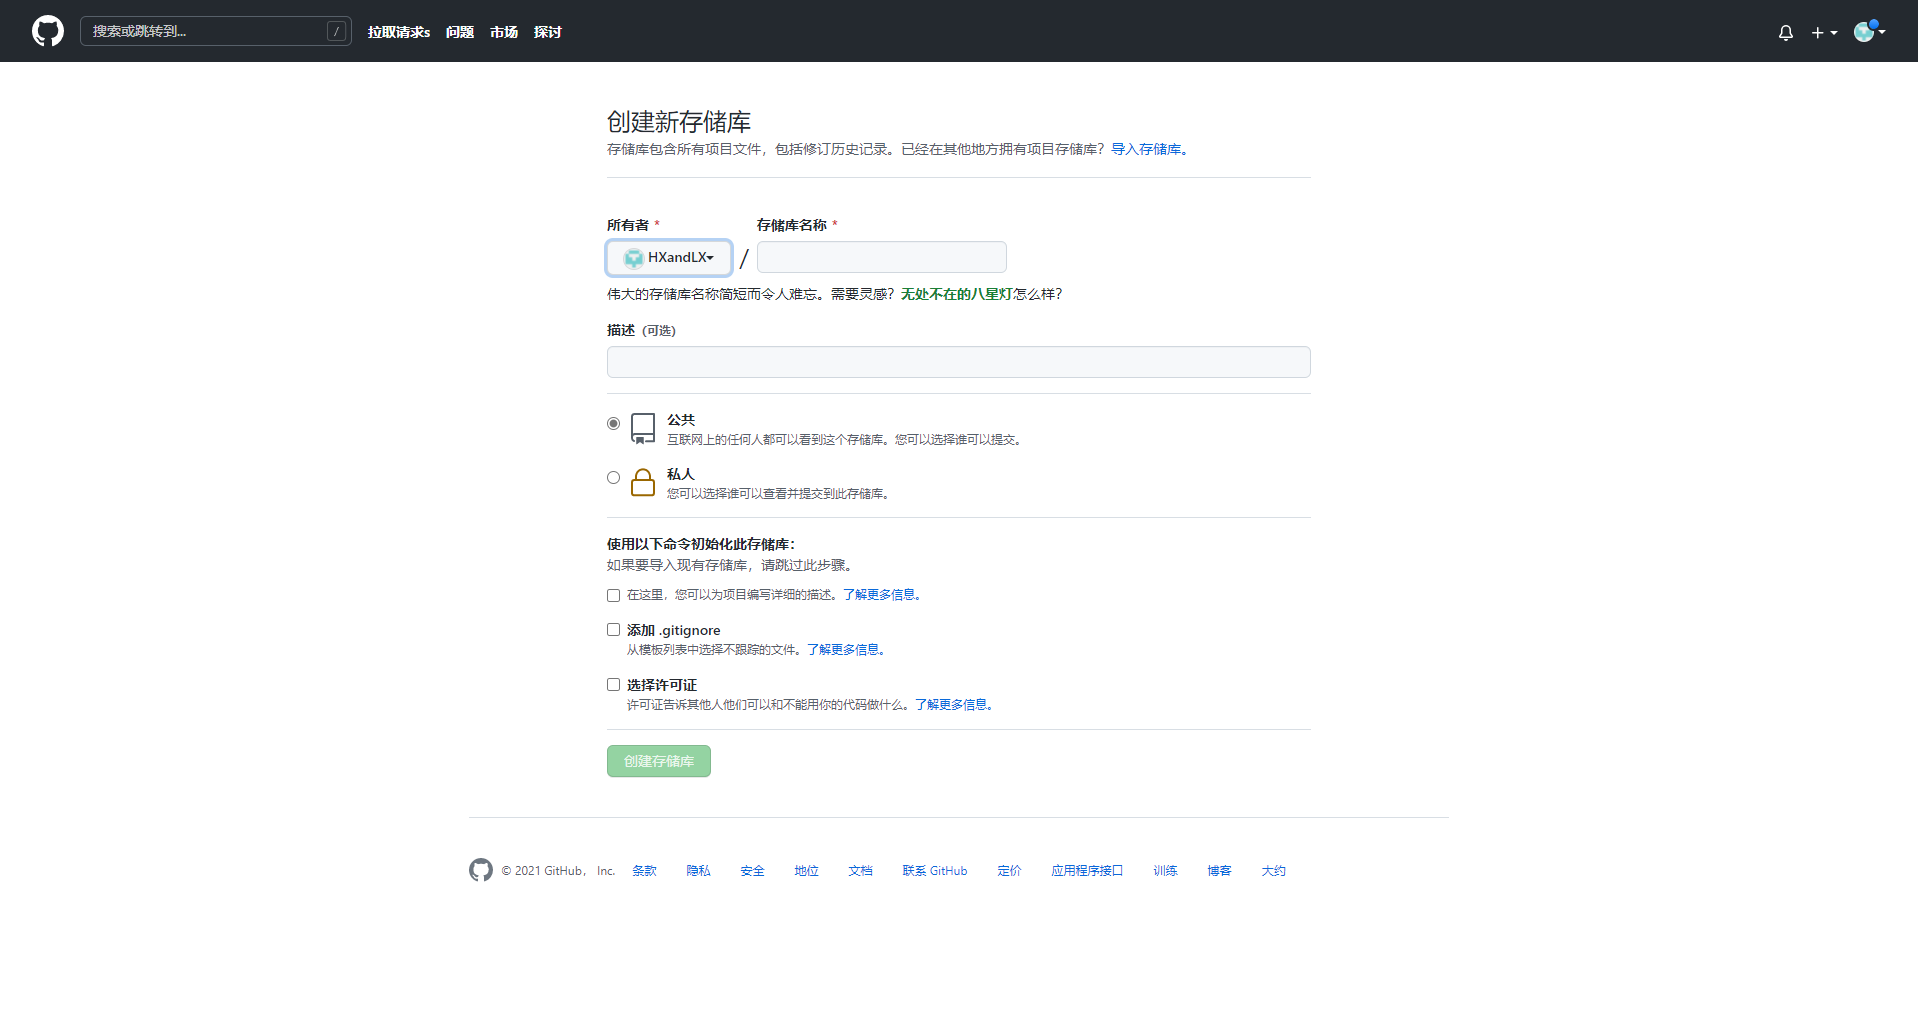 搜索或跳转到... / 拉取请求s 问题 市场 探讨
创建新存储库
存储库包含所有项目文件，包括修订历史记录。已经在其他地方拥有项目存储库？导入存储库。
所有者 * 存储库名称 *
HXandLX /
伟大的存储库名称简短而令人难忘。需要灵感？无处不在的八星灯怎么样？
描述 (可选)
公共
互联网上的任何人都可以看到这个存储库。您可以选择谁可以提交。
私人
您可以选择谁可以查看并提交到此存储库。
使用以下命令初始化此存储库：
如果要导入现有存储库，请跳过此步骤。
在这里，您可以为项目编写详细的描述。了解更多信息。
添加 .gitignore
从模板列表中选择不跟踪的文件。了解更多信息。
选择许可证
许可证告诉其他人他们可以和不能用你的代码做什么。了解更多信息。
创建存储库
© 2021 GitHub， Inc. 条款 隐私 安全 地位 文档 联系 GitHub 定价 应用程序接口 训练 博客 大约